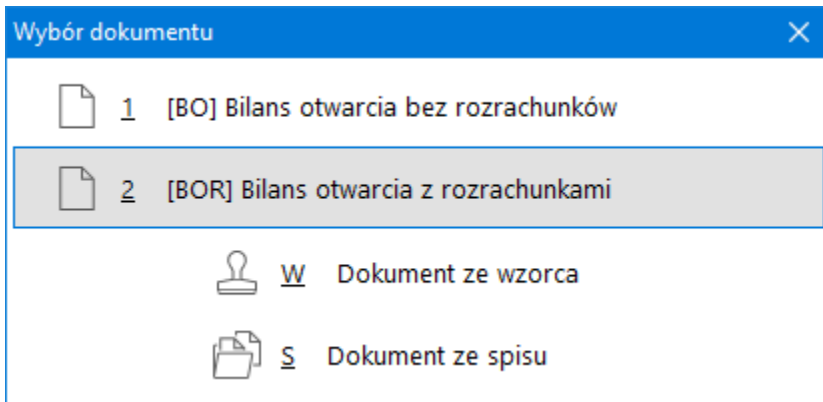 Wybór dokumentu
1 [BO] Bilans otwarcia bez rozrachunków
2 [BOR] Bilans otwarcia z rozrachunkami
W Dokument ze wzorca
S Dokument ze spisu